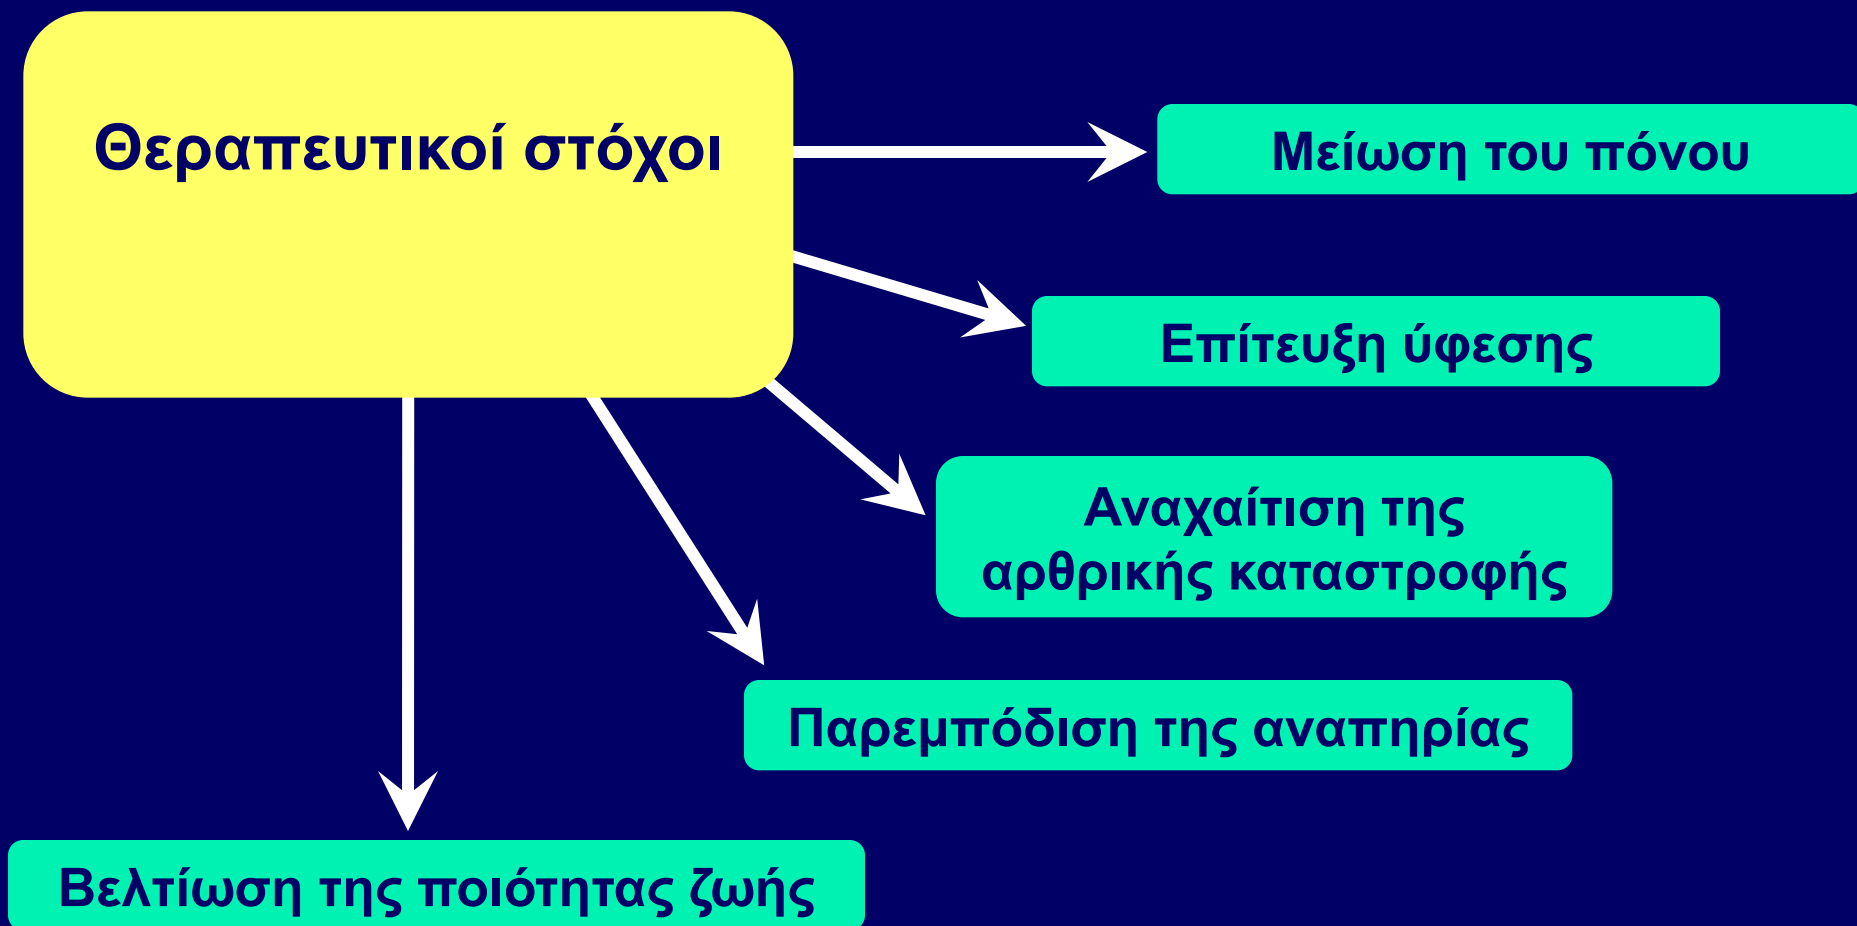 Θεραπευτικοί στόχοι
Μείωση του πόνου
Επίτευξη ύφεσης
Αναχαίτιση της
αρθρικής καταστροφής
Παρεμπόδιση της αναπηρίας
Βελτίωση της ποιότητας ζωής